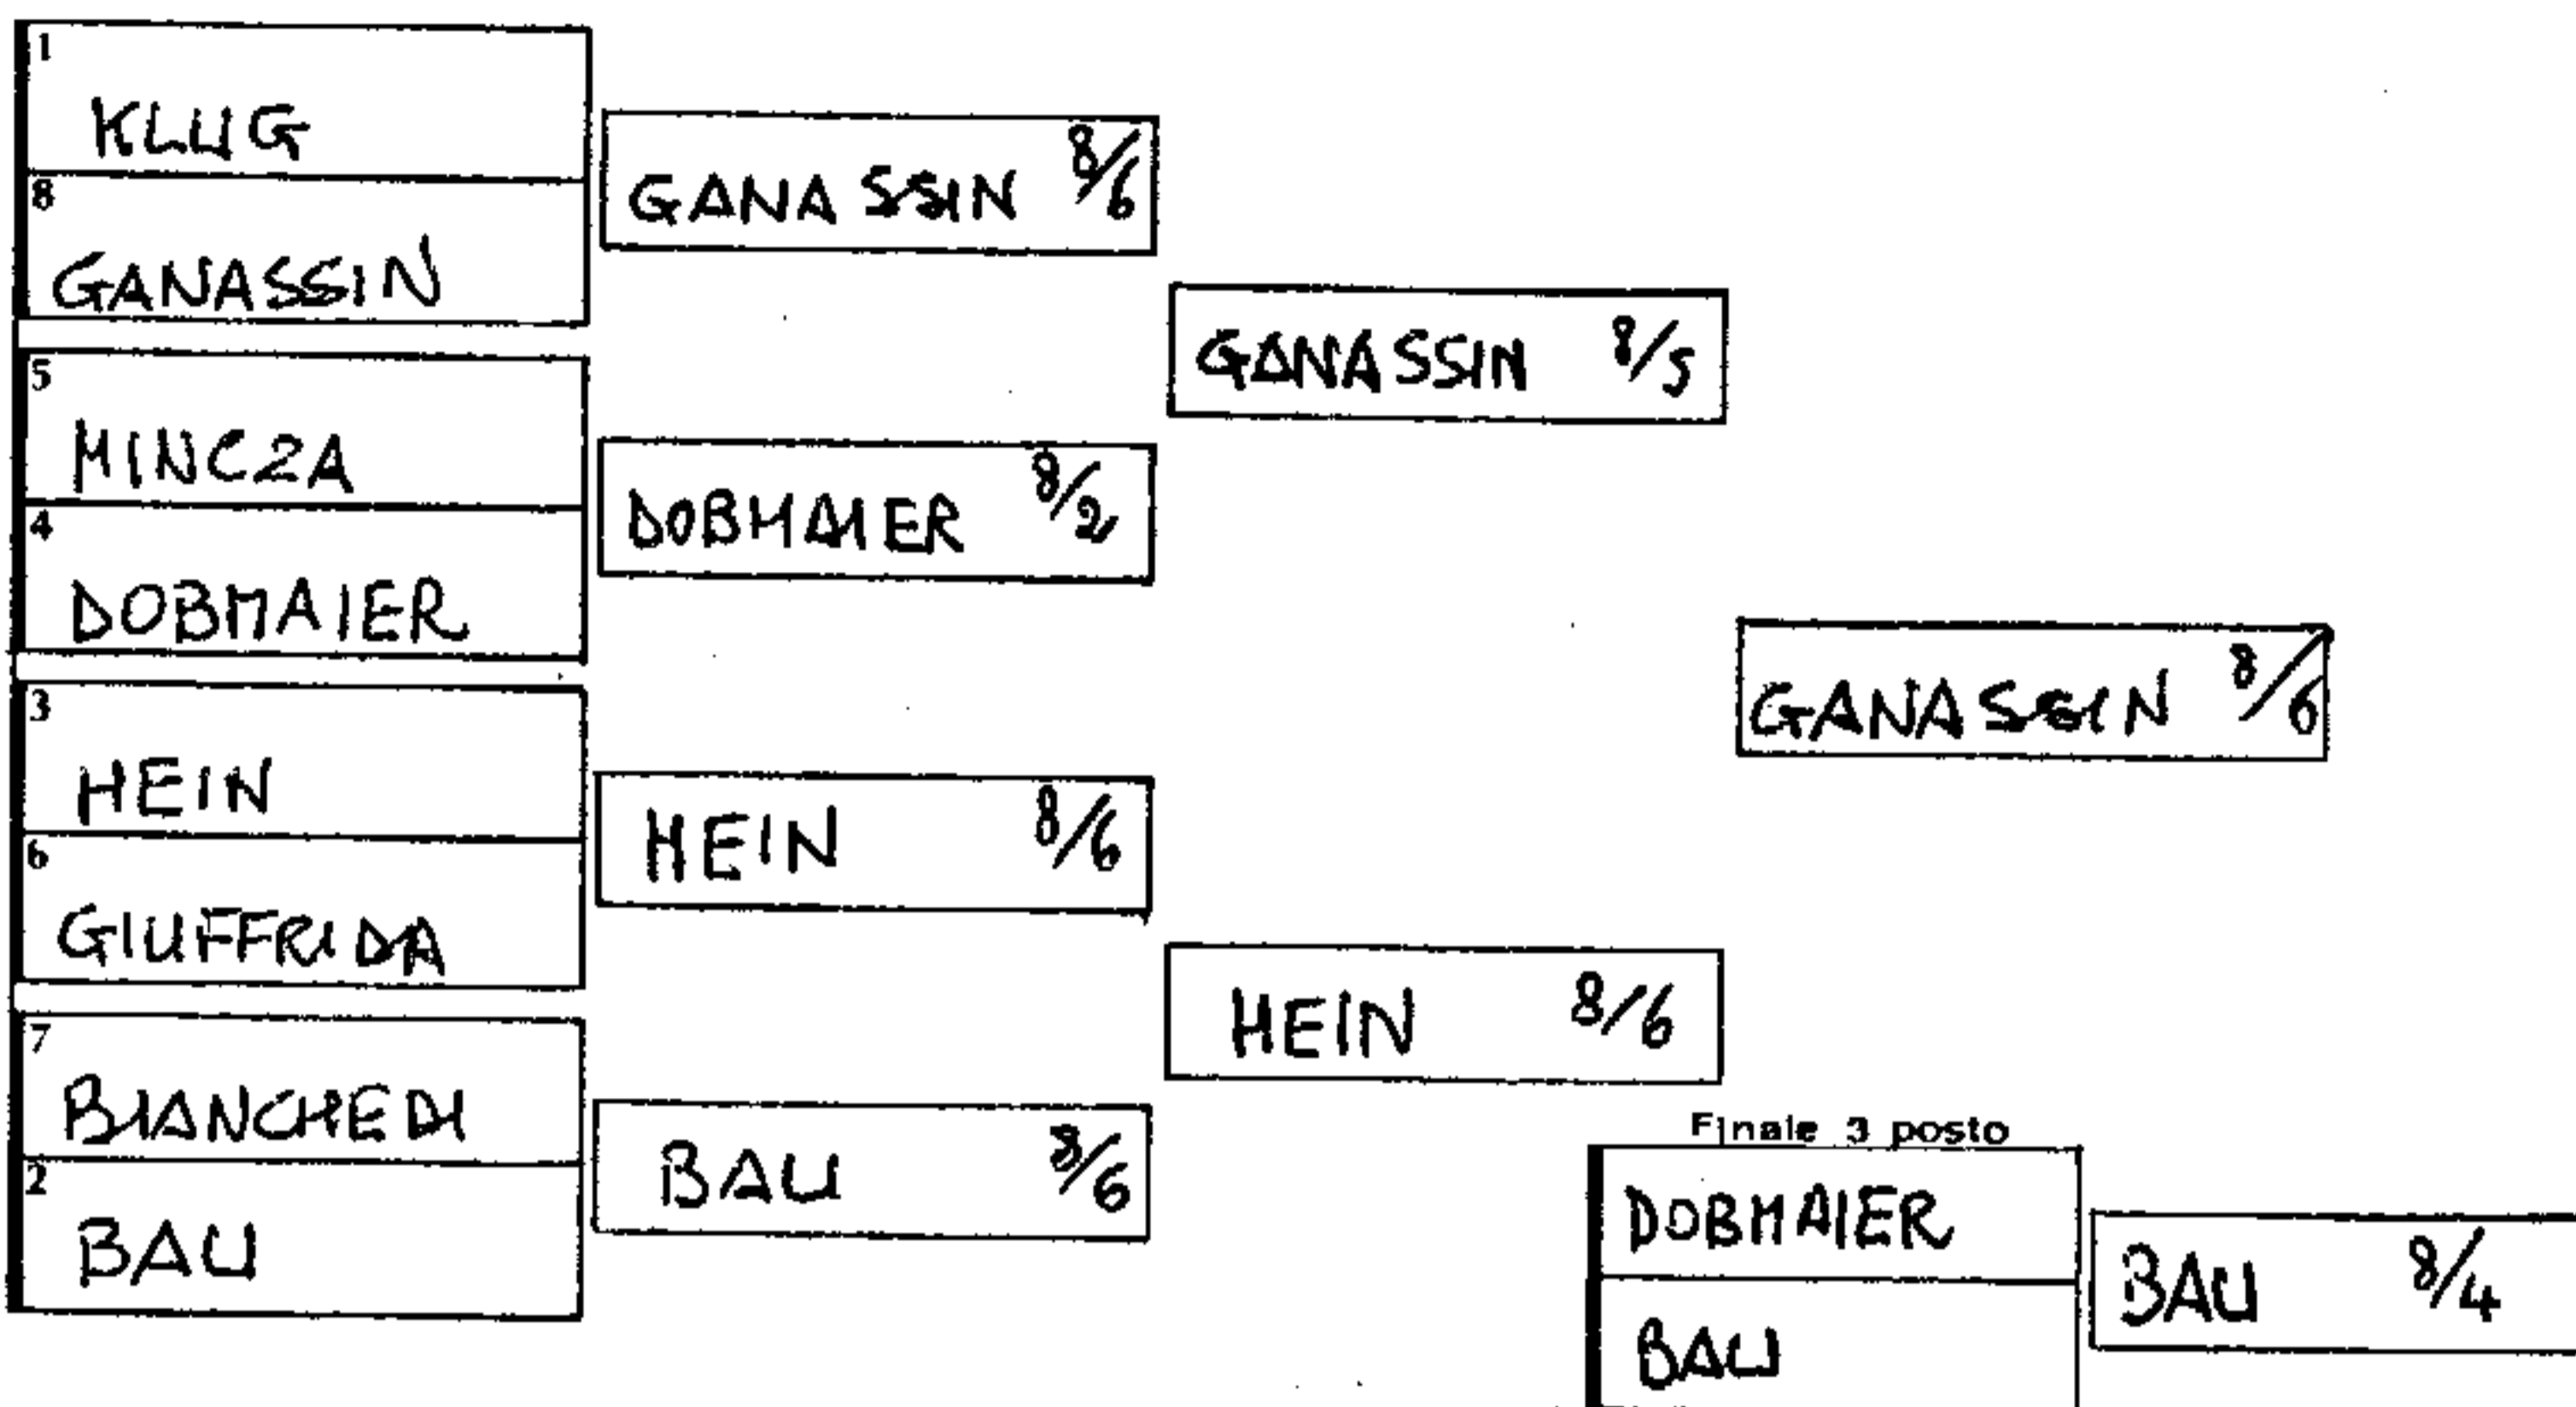 1
KLUG
8
GANASSIN
5
MINCZA
4
DOBMAIER
3
HEIN
6
GIUFFRIDA
7
BIANCHEDI
2
BAU
GANASSIN 8/6
DOBMAIER 8/2
HEIN 8/6
BAU 8/6
GANASSIN 8/5
HEIN 8/6
GANASSIN 8/6
Finale 3 posto
DOBMAIER
BAU
BAU 8/4